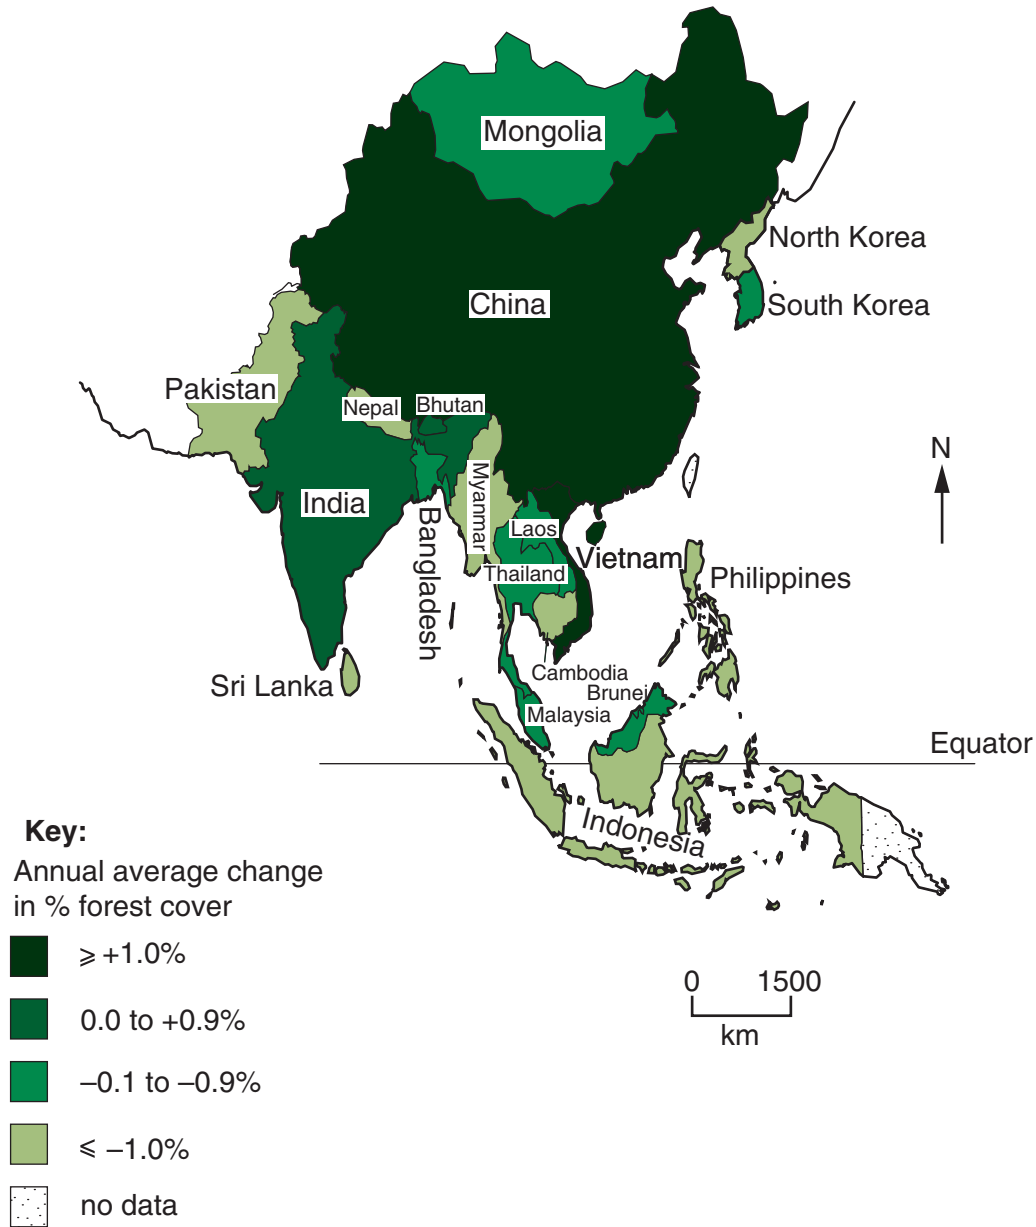 Mongolia
North Korea
China
South Korea
Pakistan
Nepal
Bhutan
N
India
Myanmar
Bangladesh
Laos
Vietnam
Thailand
Philippines
Cambodia
Sri Lanka
Brunei
Malaysia
Equator
Indonesia
Key:
Annual average change
in % forest cover
⩾ +1.0%
0.0 to +0.9%
–0.1 to –0.9%
⩽ –1.0%
no data
0 1500
km